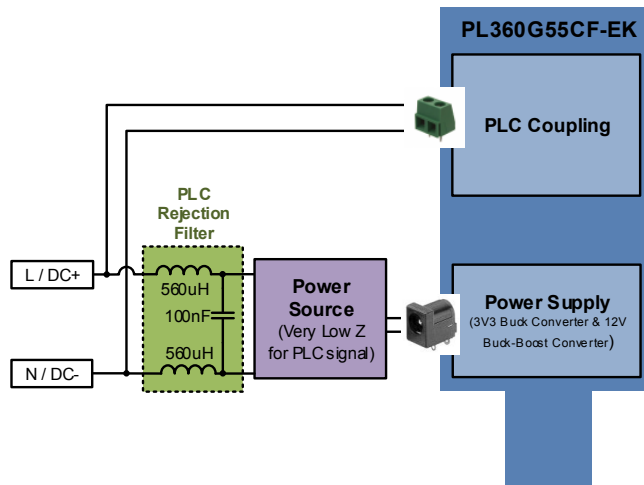 PL360G55CF-EK
PLC Coupling
PLC
Rejection
Filter
L / DC+
560uH
100nF
560uH
N / DC-
Power
Source
(Very Low Z
for PLC signal)
Power Supply
(3V3 Buck Converter & 12V
Buck-Boost Converter)